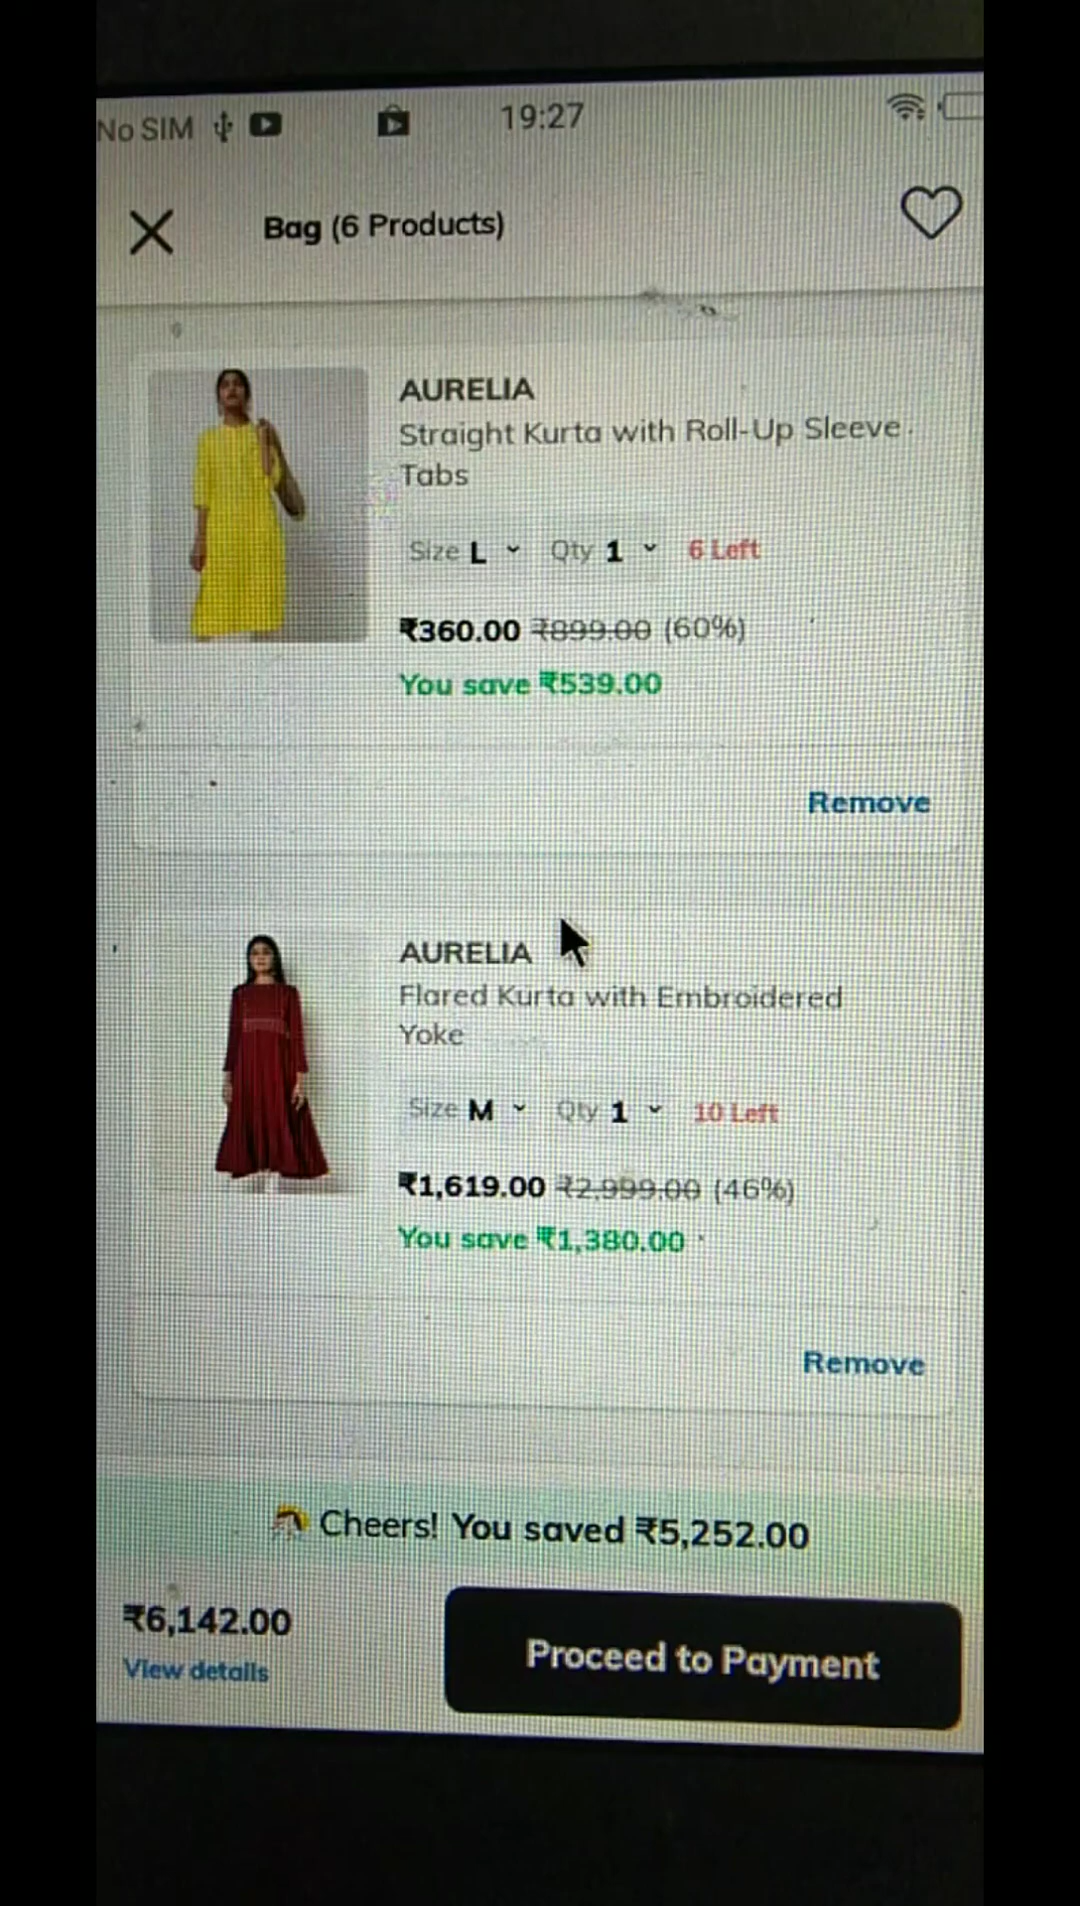 No SIM 19:27
Bag (6 Products)
AURELIA
Straight Kurta with Roll-Up Sleeve
Tabs
Size L Qty 1 6 Left
₹360.00 ₹899.00 (60%)
You save ₹539.00
Remove
AURELIA
Flared Kurta with Embroidered
Yoke
Size M Qty 1 10 Left
₹1,619.00 ₹2,999.00 (46%)
You save ₹1,380.00
Remove
Cheers! You saved ₹5,252.00
₹6,142.00
View details
Proceed to Payment